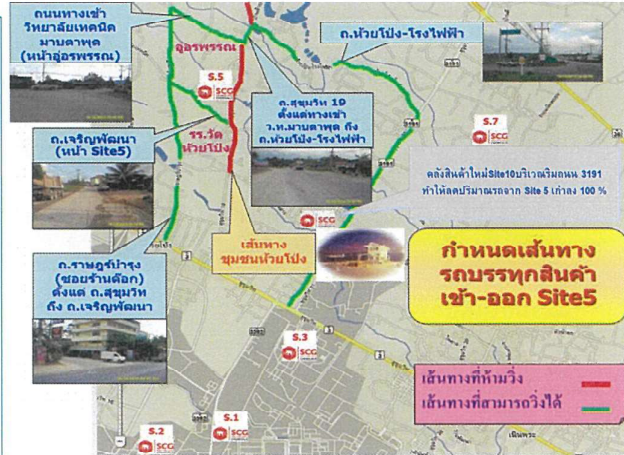 ถนนทางเข้า
วิทยาลัยเทคนิค
มาบตาพุด
(หน้าอู่อรพรรณ)
อู่อรพรรณ
ถ.ห้วยโป่ง-โรงไฟฟ้า
S.5
SCG
ถ.สุขุมวิท 19
ตั้งแต่ทางเข้า
ว.ท.มาบตาพุด ถึง
ถ.ห้วยโป่ง-โรงไฟฟ้า
S.7
SCG
ถ.เจริญพัฒนา
(หน้า Site5)
รร.วัด
ห้วยโป่ง
คลังสินค้าใหม่Site10บริเวณริมถนน 3191
ทำให้ลดปริมาณรถจาก Site 5 เก่าลง 100 %
SCG
เส้นทาง
ชุมชนห้วยโป่ง
กำหนดเส้นทาง
รถบรรทุกสินค้า
เข้า-ออก Site5
ถ.ราษฎร์บำรุง
(ซอยร้านต๊อก)
ตั้งแต่ ถ.สุขุมวิท
ถึง ถ.เจริญพัฒนา
3
S.3
SCG
3
เส้นทางที่ห้ามวิ่ง
เส้นทางที่สามารถวิ่งได้
S.2
SCG
S.1
SCG
เนินพระ